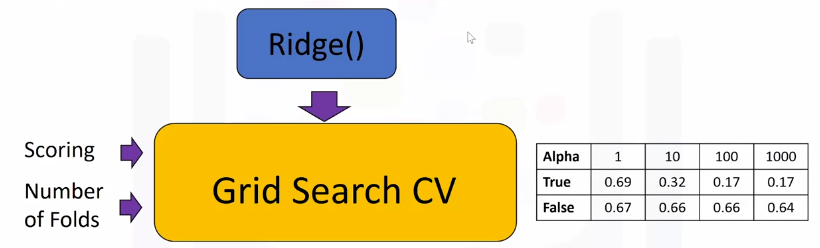 Ridge()
Scoring
Number
of Folds
Grid Search CV
Alpha 1 10 100 1000
True 0.69 0.32 0.17 0.17
False 0.67 0.66 0.66 0.64